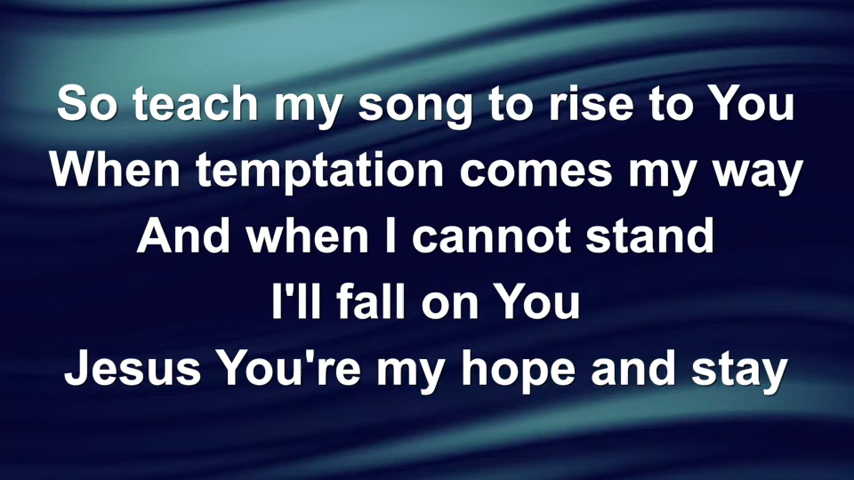 So teach my song to rise to You
When temptation comes my way
And when I cannot stand
I'll fall on You
Jesus You're my hope and stay